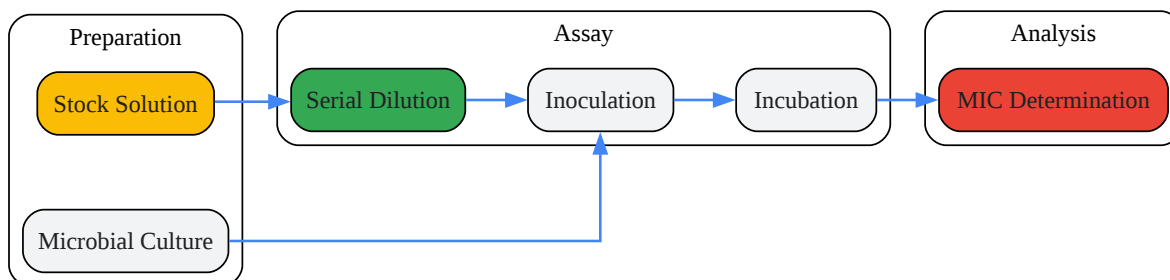 Preparation
Stock Solution
Microbial Culture
Assay
Serial Dilution
Inoculation
Incubation
Analysis
MIC Determination